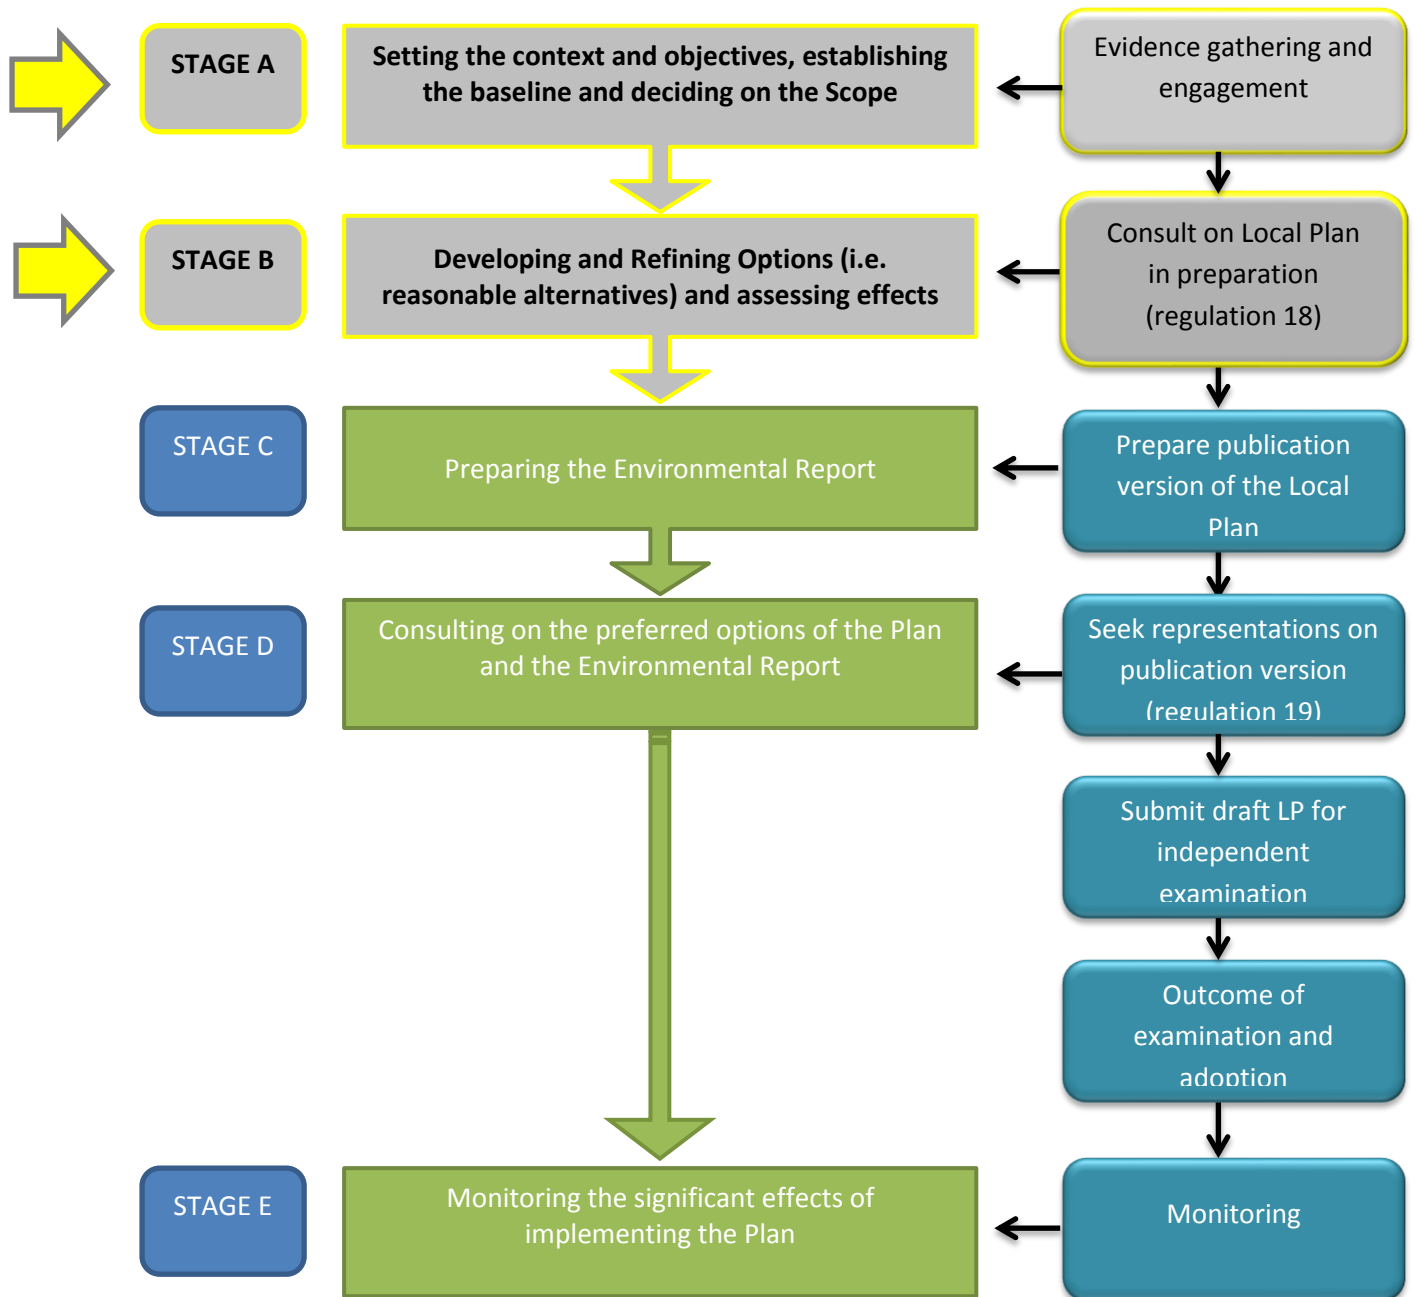 STAGE A
Setting the context and objectives, establishing
the baseline and deciding on the Scope
Evidence gathering and
engagement
STAGE B
Developing and Refining Options (i.e.
reasonable alternatives) and assessing effects
Consult on Local Plan
in preparation
(regulation 18)
STAGE C
Preparing the Environmental Report
Prepare publication
version of the Local
Plan
STAGE D
Consulting on the preferred options of the Plan
and the Environmental Report
Seek representations on
publication version
(regulation 19)
Submit draft LP for
independent
examination
Outcome of
examination and
adoption
STAGE E
Monitoring the significant effects of
implementing the Plan
Monitoring